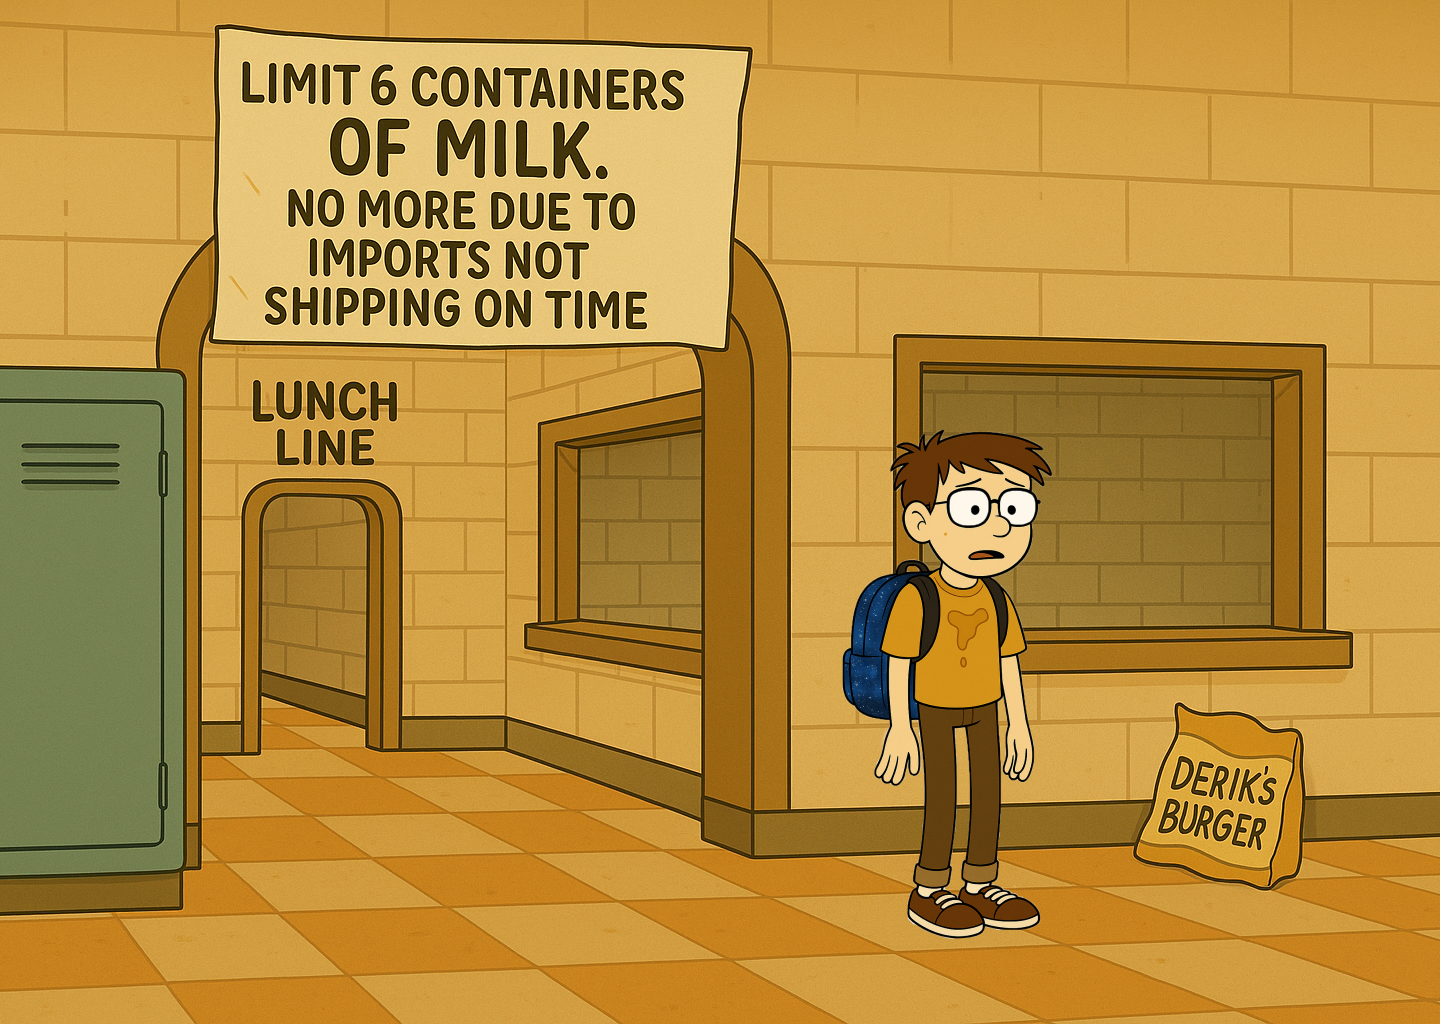 LIMIT 6 CONTAINERS
OF MILK.
NO MORE DUE TO
IMPORTS NOT
SHIPPING ON TIME
LUNCH
LINE
DERIK'S
BURGER